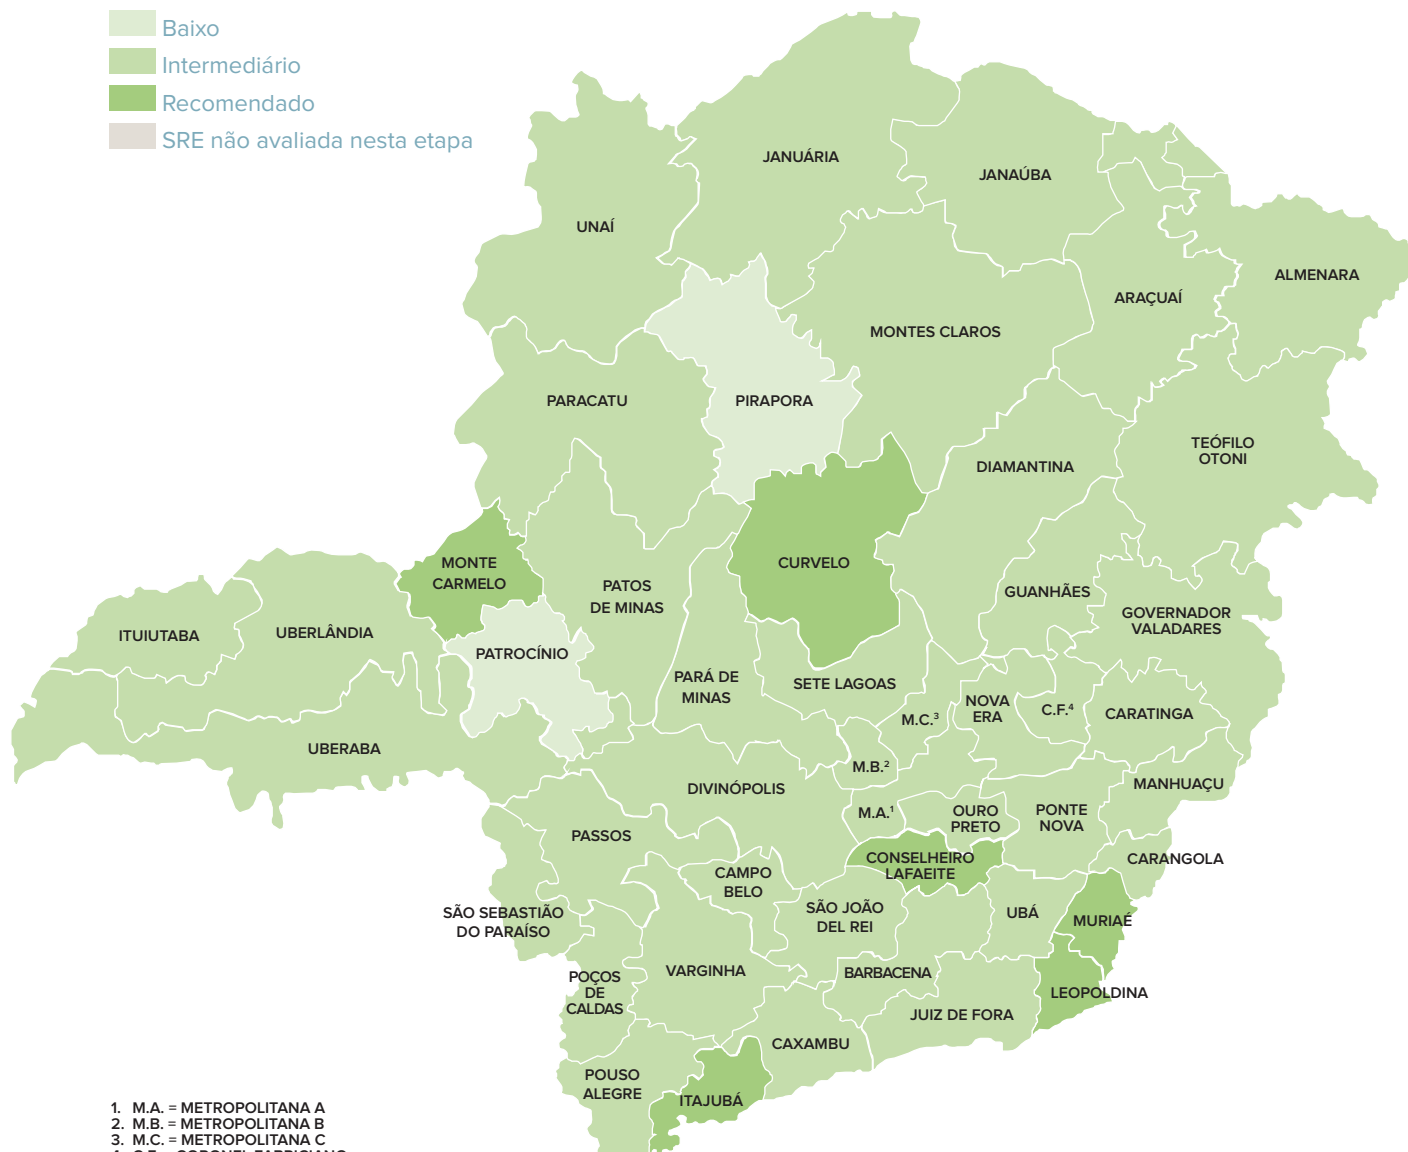 Baixo
Intermediário
Recomendado
SRE não avaliada nesta etapa
JANUÁRIA
JANAÚBA
UNAÍ
ALMENARA
ARAÇUAÍ
MONTES CLAROS
PARACATU
PIRAPORA
TEÓFILO
OTONI
DIAMANTINA
MONTE
CARMELO
CURVELO
PATOS
DE MINAS
GUANHÃES
GOVERNADOR
VALADARES
ITUIUTABA
UBERLÂNDIA
PATROCÍNIO
PARÁ DE
MINAS
SETE LAGOAS
NOVA
ERA
C.F.⁴
M.C.³
CARATINGA
UBERABA
M.B.²
DIVINÓPOLIS
MANHUAÇU
M.A.¹
OURO
PRETO
PONTE
NOVA
PASSOS
CONSELHEIRO
LAFAEITE
CARANGOLA
CAMPO
BELO
SÃO SEBASTIÃO
DO PARAÍSO
SÃO JOÃO
DEL REI
UBÁ
MURIAÉ
VARGINHA
BARBACENA
POÇOS
DE
CALDAS
LEOPOLDINA
JUIZ DE FORA
CAXAMBU
POUSO
ALEGRE
ITAJUBÁ
1. M.A. = METROPOLITANA A
2. M.B. = METROPOLITANA B
3. M.C. = METROPOLITANA C
4. C.F. = CORONEL FABRICIANO